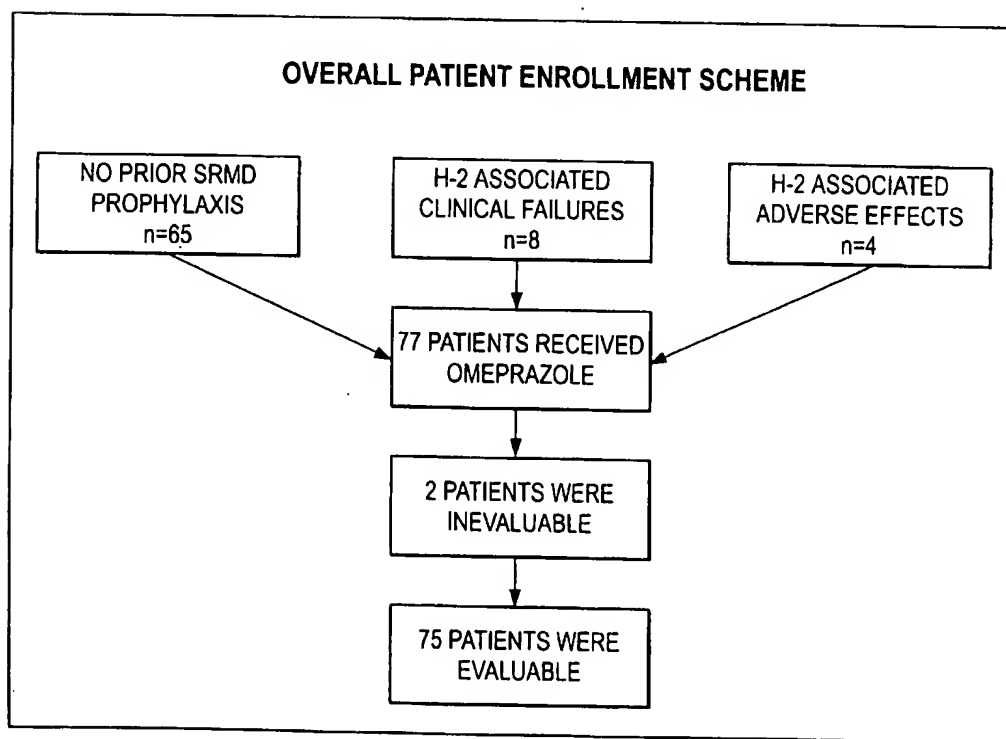 OVERALL PATIENT ENROLLMENT SCHEME
NO PRIOR SRMD
PROPHYLAXIS
n=65
H-2 ASSOCIATED
CLINICAL FAILURES
n=8
H-2 ASSOCIATED
ADVERSE EFFECTS
n=4
77 PATIENTS RECEIVED
OMEPRAZOLE
2 PATIENTS WERE
INEVALUABLE
75 PATIENTS WERE
EVALUABLE